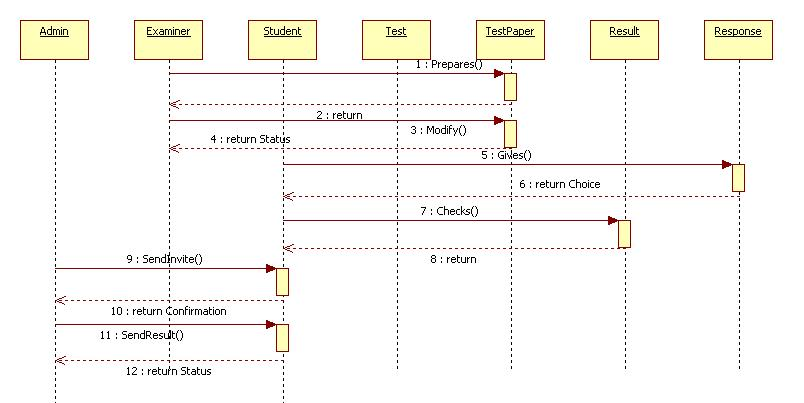 Admin
Examiner
Student
Test
TestPaper
Result
Response
1 : Prepares()
2 : return
3 : Modify()
4 : return Status
5 : Gives()
6 : return Choice
7 : Checks()
8 : return
9 : SendInvite()
10 : return Confirmation
11 : SendResult()
12 : return Status